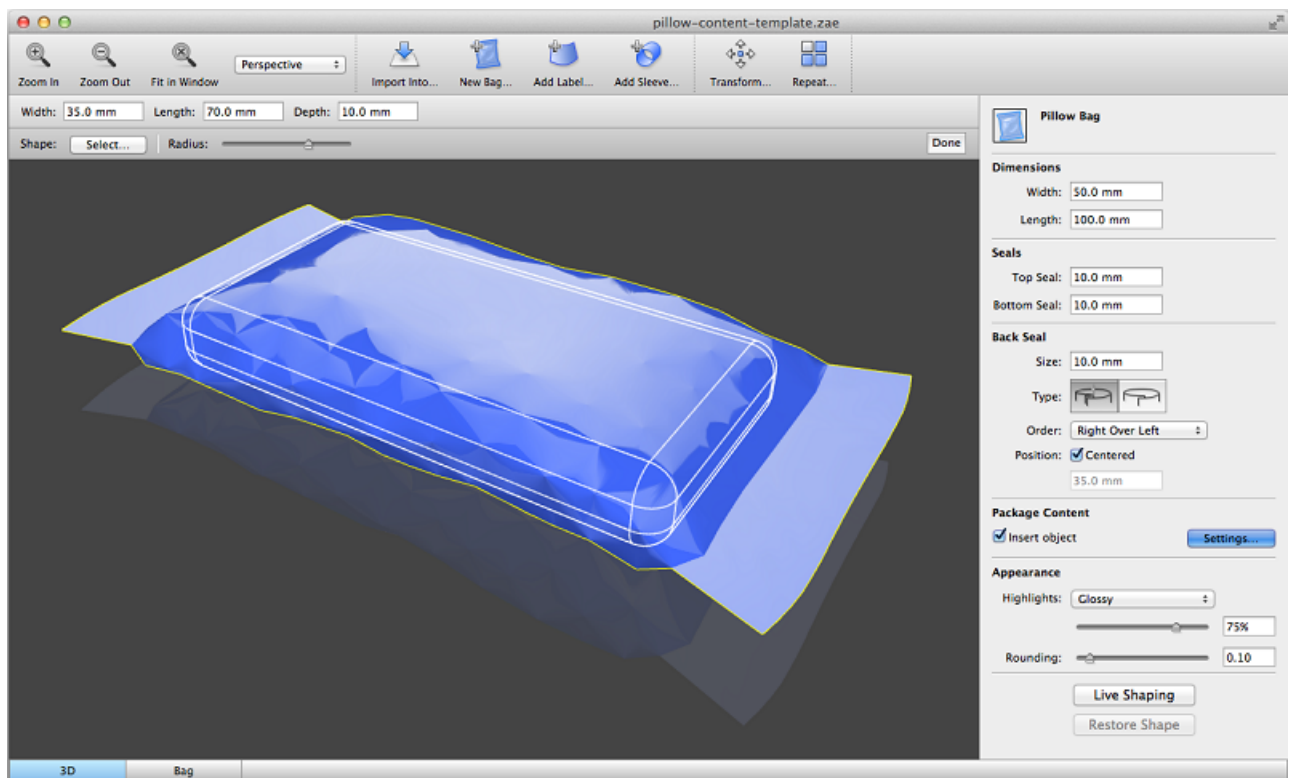 pillow-content-template.zae
Perspective
Zoom In Zoom Out Fit in Window Import Into... New Bag... Add Label... Add Sleeve... Transform... Repeat...
Width: 35.0 mm Length: 70.0 mm Depth: 10.0 mm
Shape: Select... Radius: Done
Pillow Bag
Dimensions
Width: 50.0 mm
Length: 100.0 mm
Seals
Top Seal: 10.0 mm
Bottom Seal: 10.0 mm
Back Seal
Size: 10.0 mm
Type:
Order: Right Over Left
Position: Centered
35.0 mm
Package Content
Insert object Settings...
Appearance
Highlights: Glossy
75%
Rounding: 0.10
Live Shaping
Restore Shape
3D Bag